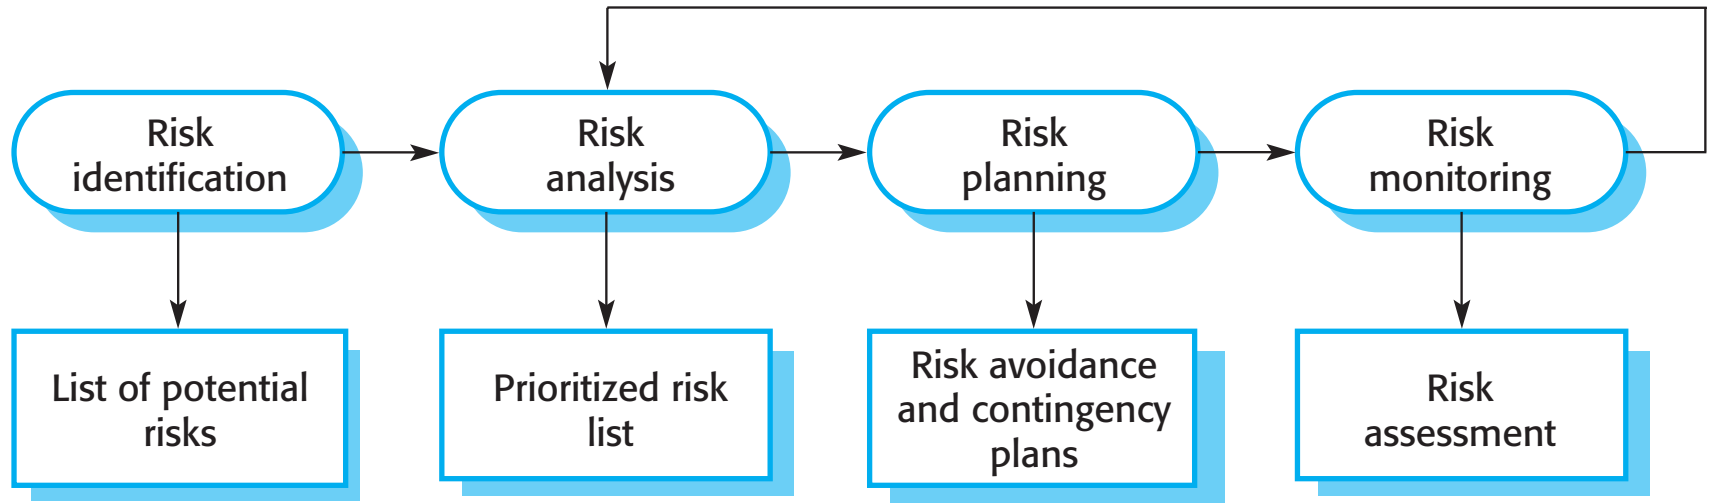 Risk
identification
Risk
analysis
Risk
planning
Risk
monitoring
List of potential
risks
Prioritized risk
list
Risk avoidance
and contingency
plans
Risk
assessment